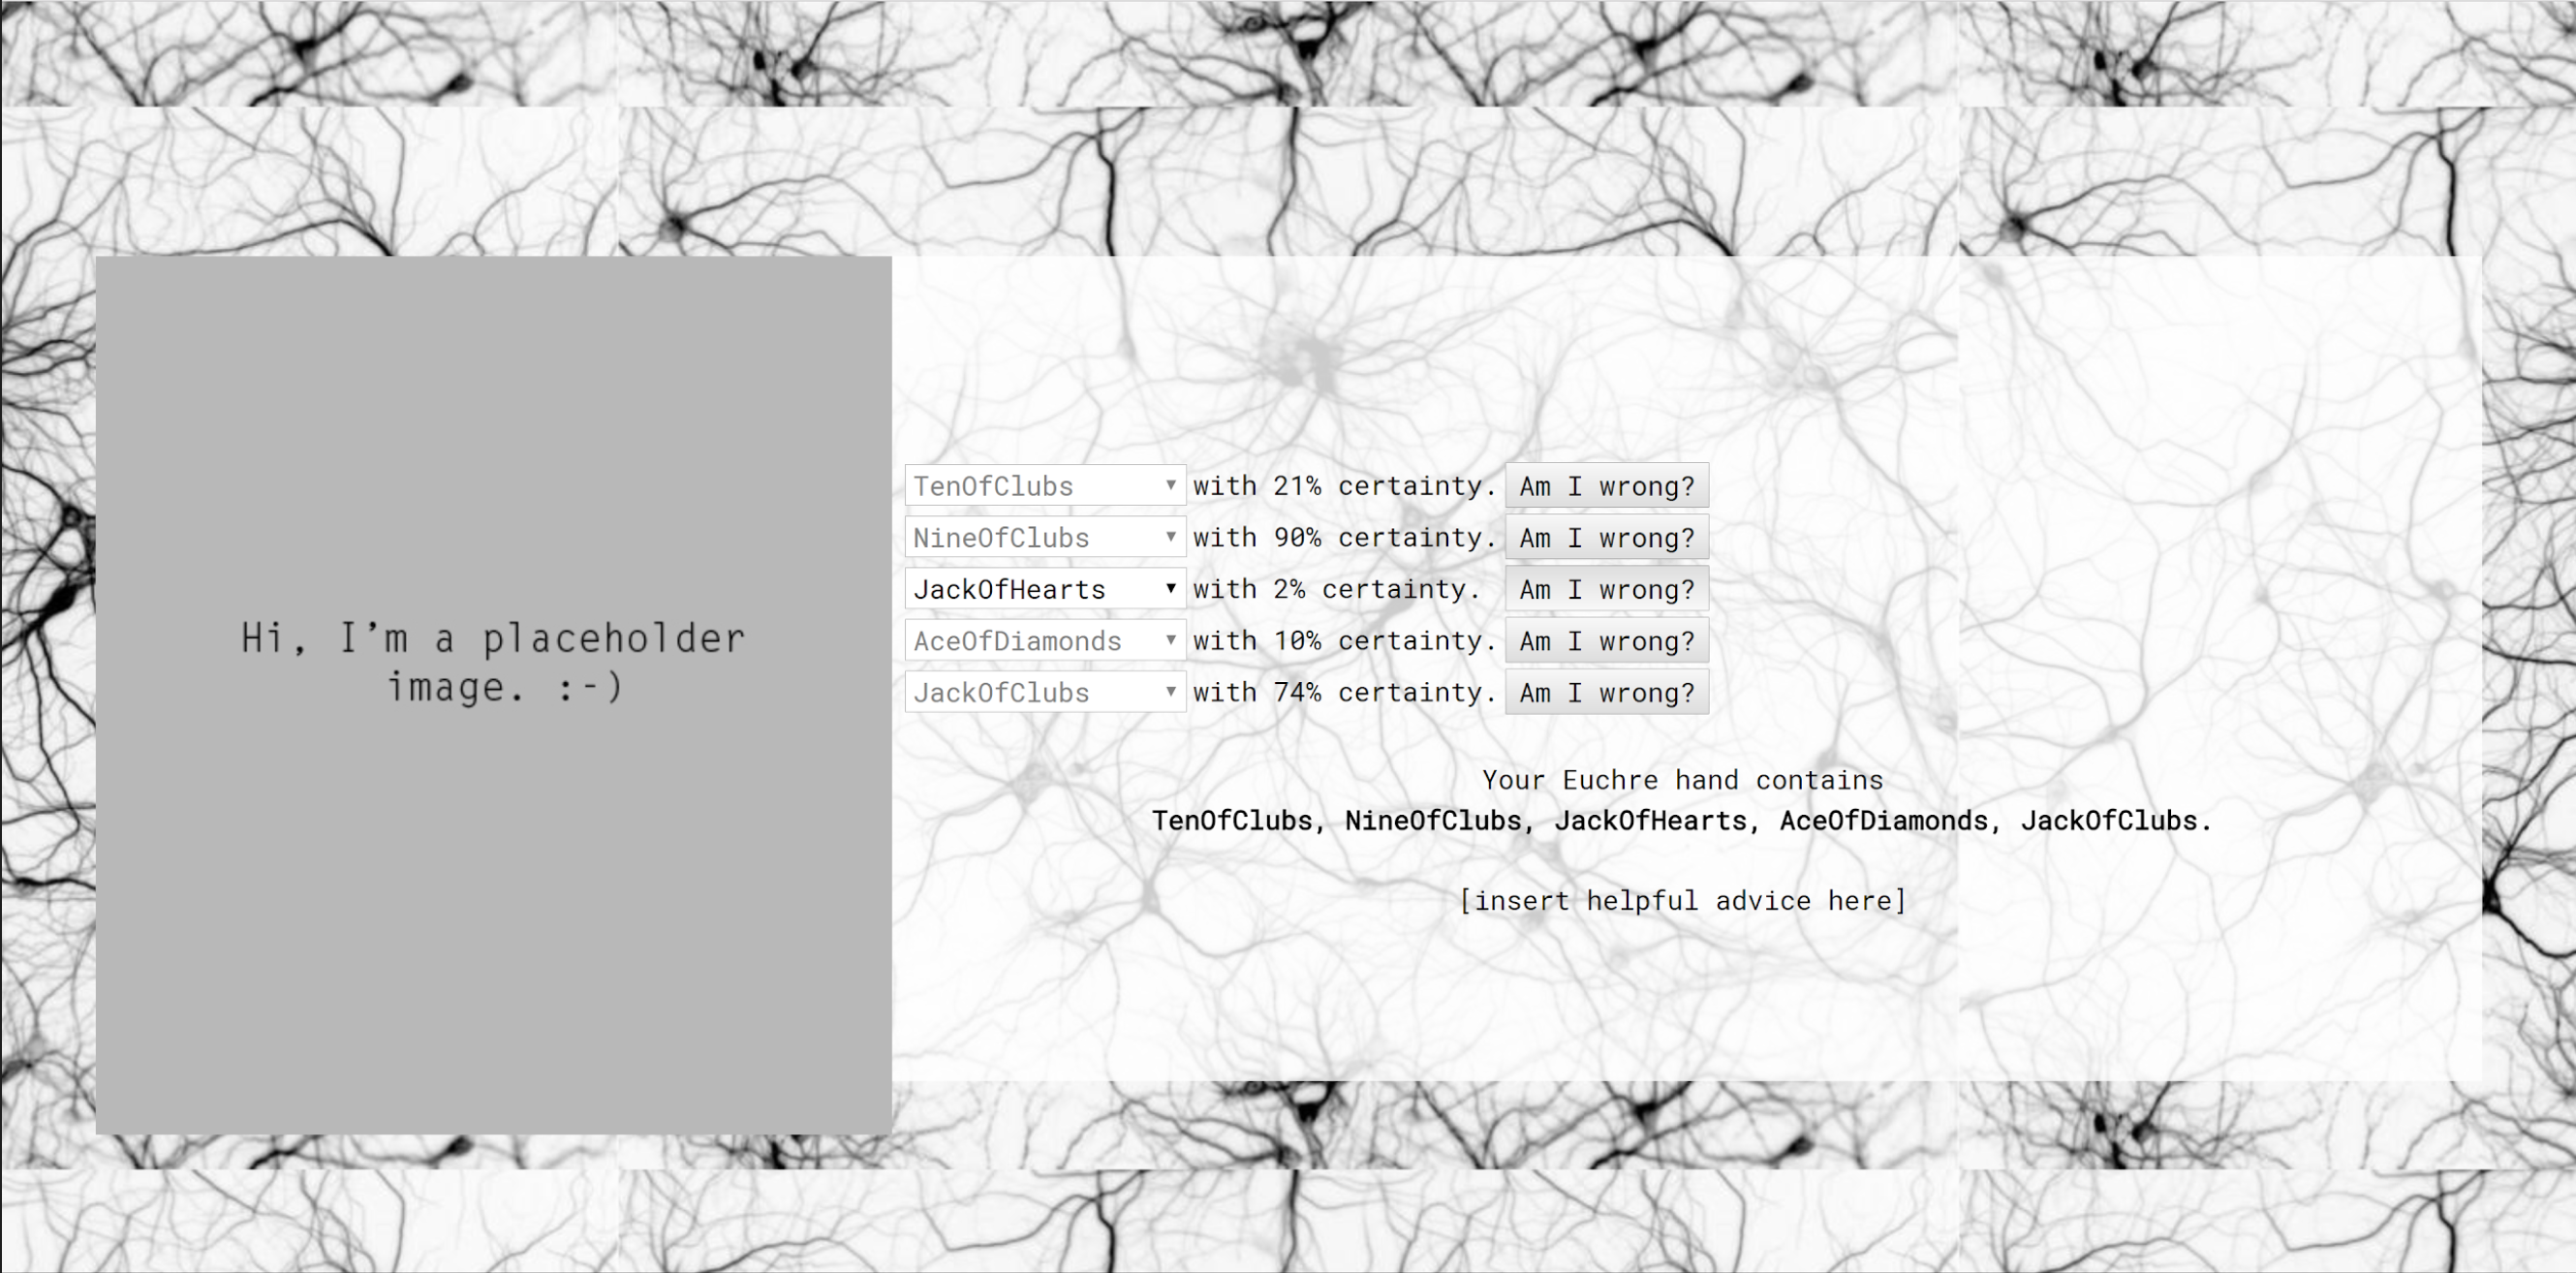 Hi, I’m a placeholder
image. :-)
TenOfClubs ▼ with 21% certainty. Am I wrong?
NineOfClubs ▼ with 90% certainty. Am I wrong?
JackOfHearts ▼ with 2% certainty. Am I wrong?
AceOfDiamonds ▼ with 10% certainty. Am I wrong?
JackOfClubs ▼ with 74% certainty. Am I wrong?
Your Euchre hand contains
TenOfClubs, NineOfClubs, JackOfHearts, AceOfDiamonds, JackOfClubs.
[insert helpful advice here]